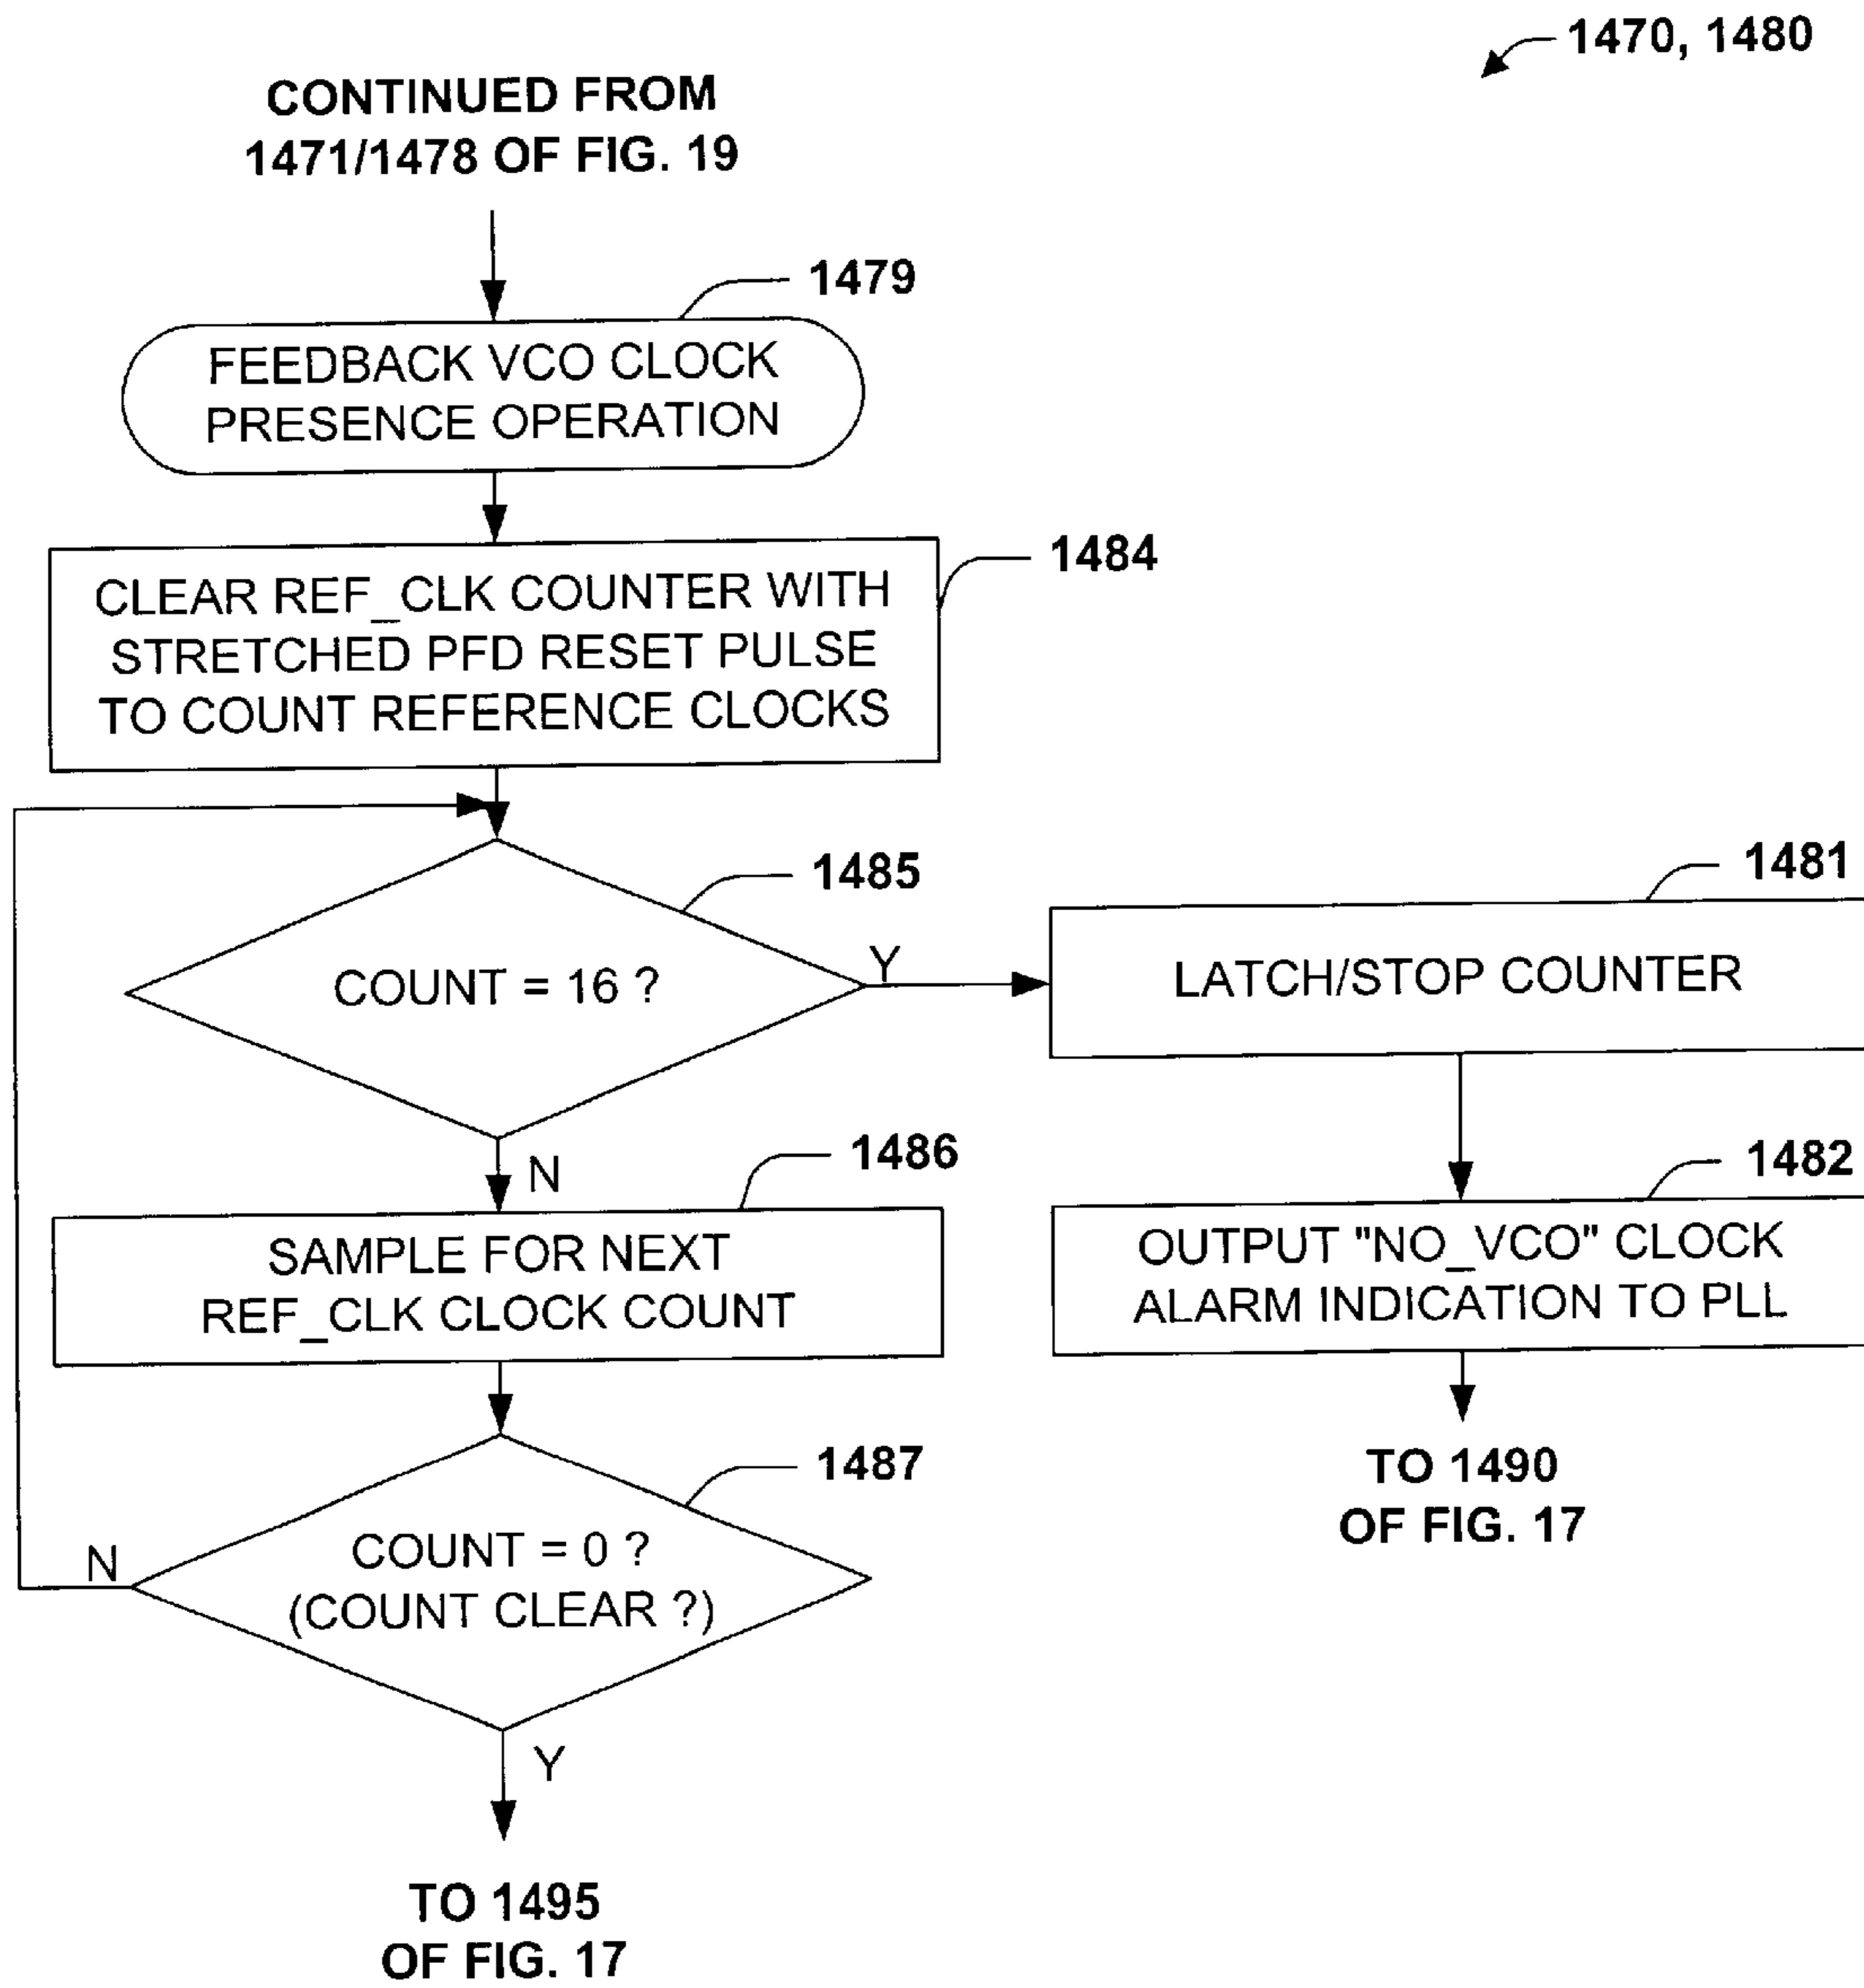 1470, 1480
CONTINUED FROM
1471/1478 OF FIG. 19
1479
FEEDBACK VCO CLOCK
PRESENCE OPERATION
1484
CLEAR REF_CLK COUNTER WITH
STRETCHED PFD RESET PULSE
TO COUNT REFERENCE CLOCKS
1485
COUNT = 16 ?
Y
1481
LATCH/STOP COUNTER
N
1486
SAMPLE FOR NEXT
REF_CLK CLOCK COUNT
1482
OUTPUT "NO_VCO" CLOCK
ALARM INDICATION TO PLL
1487
COUNT = 0 ?
(COUNT CLEAR ?)
N
Y
TO 1490
OF FIG. 17
TO 1495
OF FIG. 17